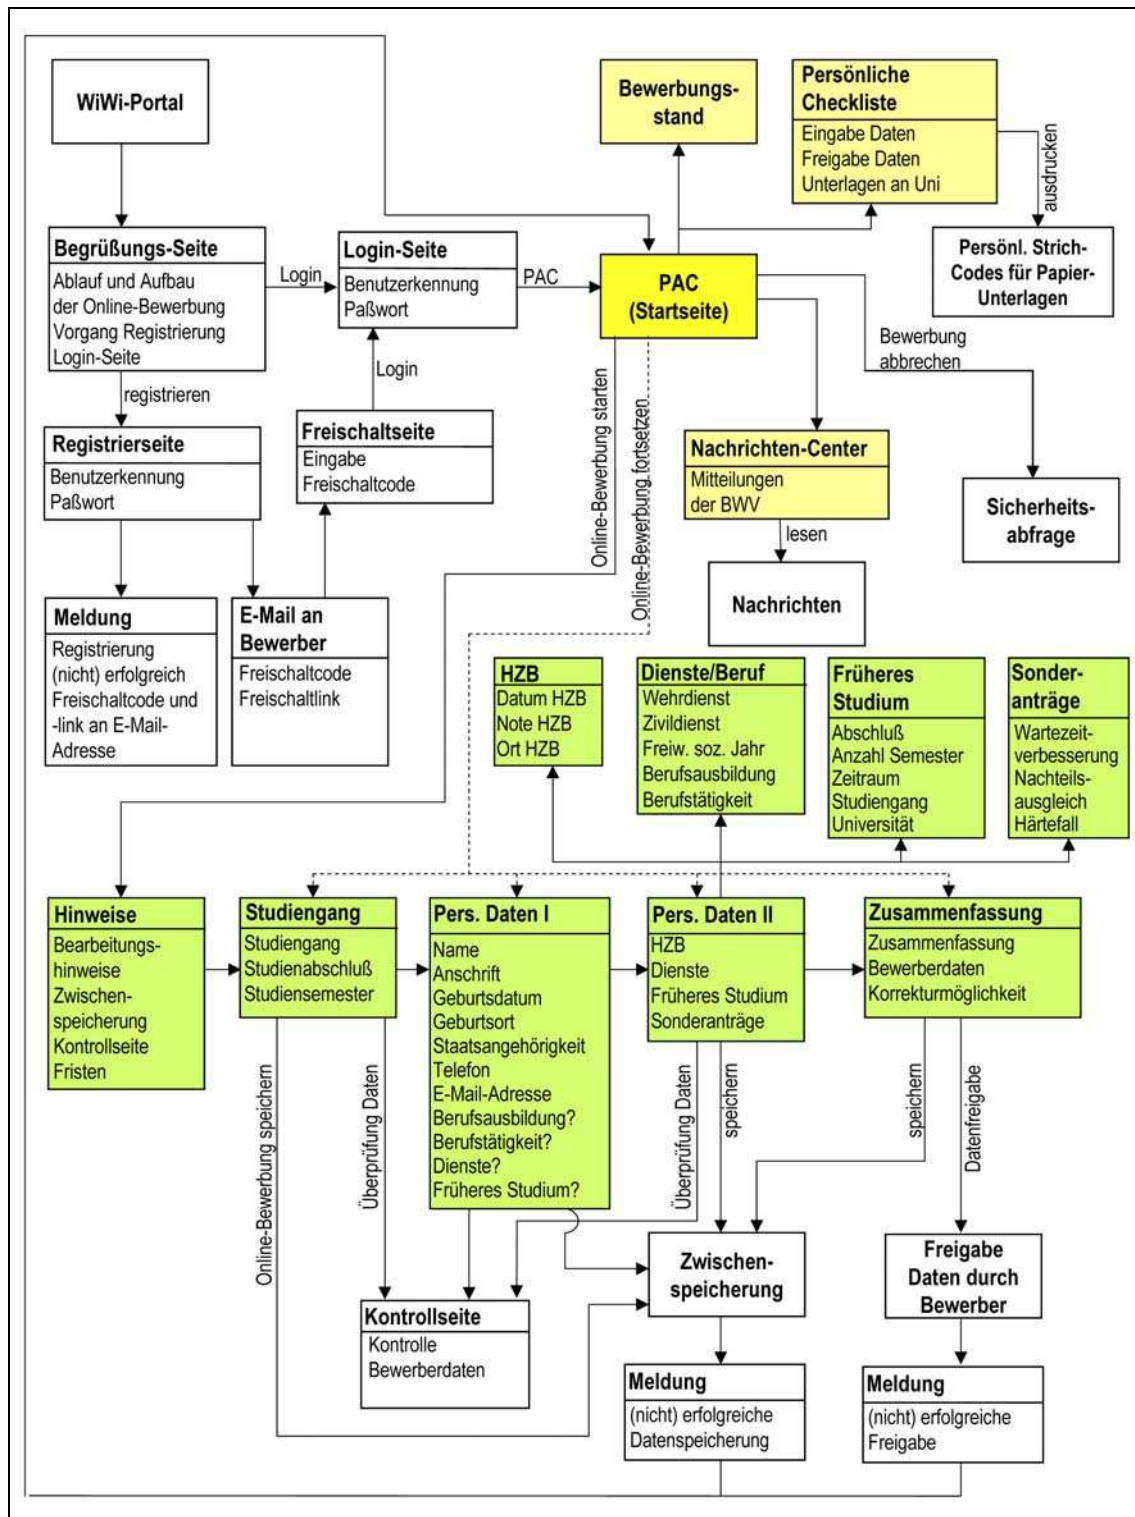 WiWi-Portal
Bewerbungs-
stand
Persönliche
Checkliste
Eingabe Daten
Freigabe Daten
Unterlagen an Uni
ausdrucken
Begrüßungs-Seite
Ablauf und Aufbau
der Online-Bewerbung
Vorgang Registrierung
Login-Seite
Login
Login-Seite
Benutzerkennung
Paßwort
PAC
PAC
(Startseite)
Persönl. Strich-
Codes für Papier-
Unterlagen
Bewerbung
abbrechen
registrieren
Login
Registrierseite
Benutzerkennung
Paßwort
Freischaltseite
Eingabe
Freischaltcode
Online-Bewerbung starten
Online-Bewerbung fortsetzen
Nachrichten-Center
Mitteilungen
der BWV
lesen
Sicherheits-
abfrage
Nachrichten
Meldung
Registrierung
(nicht) erfolgreich
Freischaltcode und
-link an E-Mail-
Adresse
E-Mail an
Bewerber
Freischaltcode
Freischaltlink
HZB
Datum HZB
Note HZB
Ort HZB
Dienste/Beruf
Wehrdienst
Zivildienst
Freiw. soz. Jahr
Berufsausbildung
Berufstätigkeit
Früheres
Studium
Abschluß
Anzahl Semester
Zeitraum
Studiengang
Universität
Sonder-
anträge
Wartezeit-
verbesserung
Nachteils-
ausgleich
Härtefall
Hinweise
Bearbeitungs-
hinweise
Zwischen-
speicherung
Kontrollseite
Fristen
Studiengang
Studiengang
Studienabschluß
Studiensemester
Pers. Daten I
Name
Anschrift
Geburtsdatum
Geburtsort
Staatsangehörigkeit
Telefon
E-Mail-Adresse
Berufsausbildung?
Berufstätigkeit?
Dienste?
Früheres Studium?
Pers. Daten II
HZB
Dienste
Früheres Studium
Sonderanträge
Zusammenfassung
Zusammenfassung
Bewerberdaten
Korrekturmöglichkeit
Online-Bewerbung speichern
Überprüfung Daten
Überprüfung Daten
speichern
speichern
Datenfreigabe
Zwischen-
speicherung
Freigabe
Daten durch
Bewerber
Kontrollseite
Kontrolle
Bewerberdaten
Meldung
(nicht) erfolgreiche
Datenspeicherung
Meldung
(nicht) erfolgreiche
Freigabe